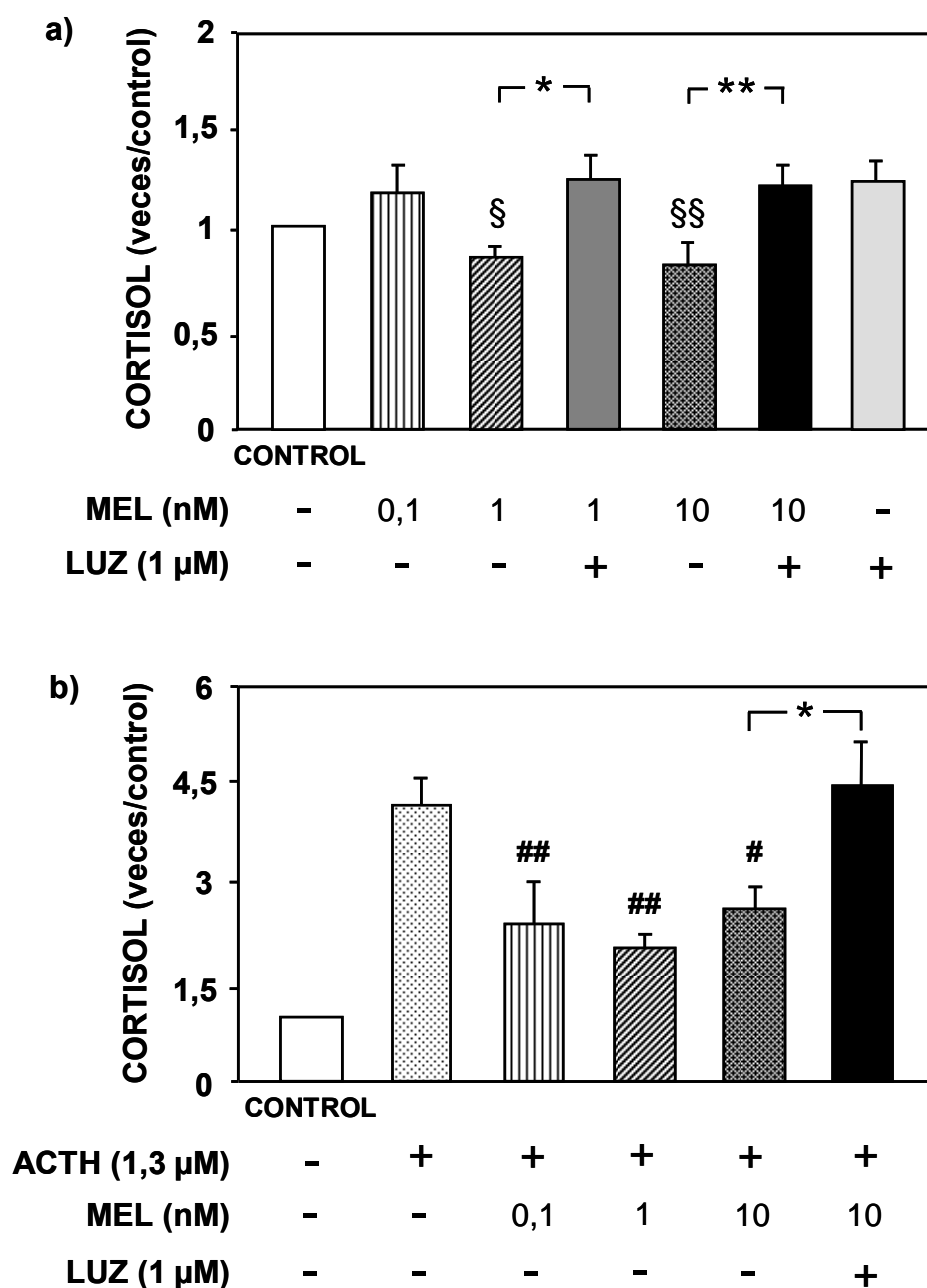 a)
CORTISOL (veces/control)
2
1,5
1
0,5
0
*
**
§
§§
CONTROL
MEL (nM) - 0,1 1 1 10 10 -
LUZ (1 µM) - - - + - + +
b)
CORTISOL (veces/control)
6
4,5
3
1,5
0
*
##
##
#
CONTROL
ACTH (1,3 µM) - + + + + +
MEL (nM) - - 0,1 1 10 10
LUZ (1 µM) - - - - - +